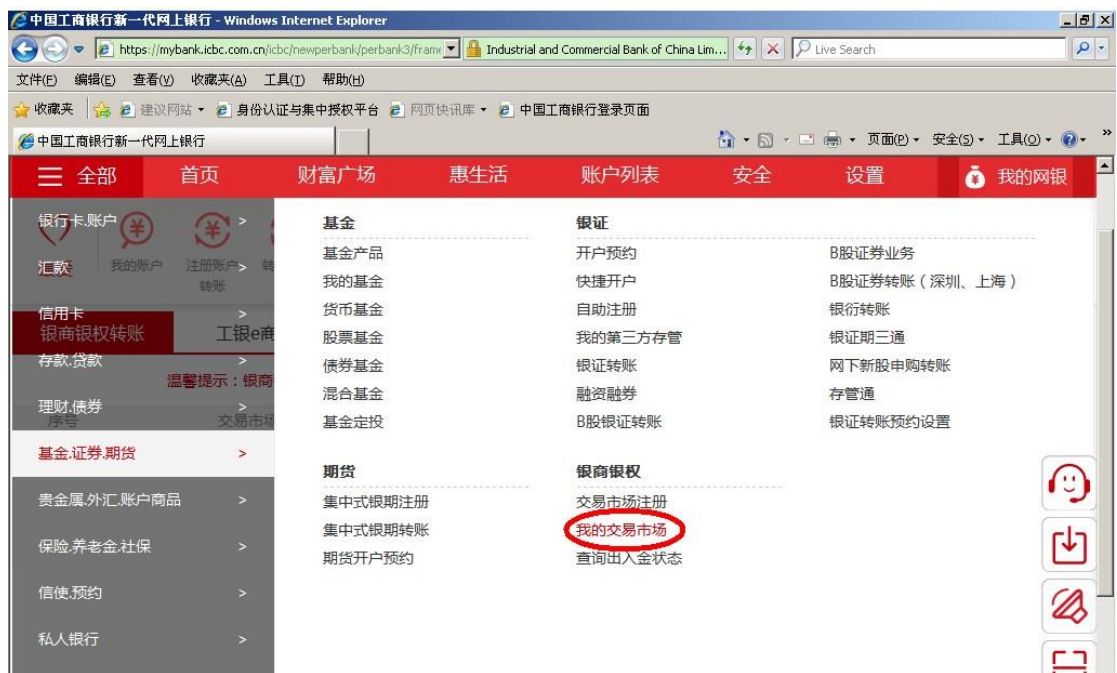 中国工商银行新一代网上银行 - Windows Internet Explorer
https://mybank.icbc.com.cn/icbc/newperbank/perbank3/frame Industrial and Commercial Bank of China Lim... Live Search
文件(F) 编辑(E) 查看(V) 收藏夹(A) 工具(T) 帮助(H)
收藏夹 建议网站 身份认证与集中授权平台 网页快讯库 中国工商银行登录页面
中国工商银行新一代网上银行 页面(P) 安全(S) 工具(O) »
全部 首页 财富广场 惠生活 账户列表 安全 设置 我的网银
银行卡.账户 > 基金 银证
基金产品 开户预约 B股证券业务
汇款 我的账户 注册账户 > 转
转账
我的基金 快捷开户 B股证券转账（深圳、上海）
信用卡 > 货币基金 自助注册 银衍转账
银商银权转账 工银e商
股票基金 我的第三方存管 银证期三通
存款.贷款 > 债券基金 银证转账 网下新股申购转账
温馨提示：银商
混合基金 融资融券 存管通
理财.债券 >
序号 交易市场
基金定投 B股银证转账 银证转账预约设置
基金.证券.期货 >
期货 银商银权
贵金属.外汇.账户商品 > 集中式银期注册 交易市场注册
集中式银期转账 我的交易市场
保险.养老金.社保 > 期货开户预约 查询出入金状态
信使.预约 >
私人银行 >